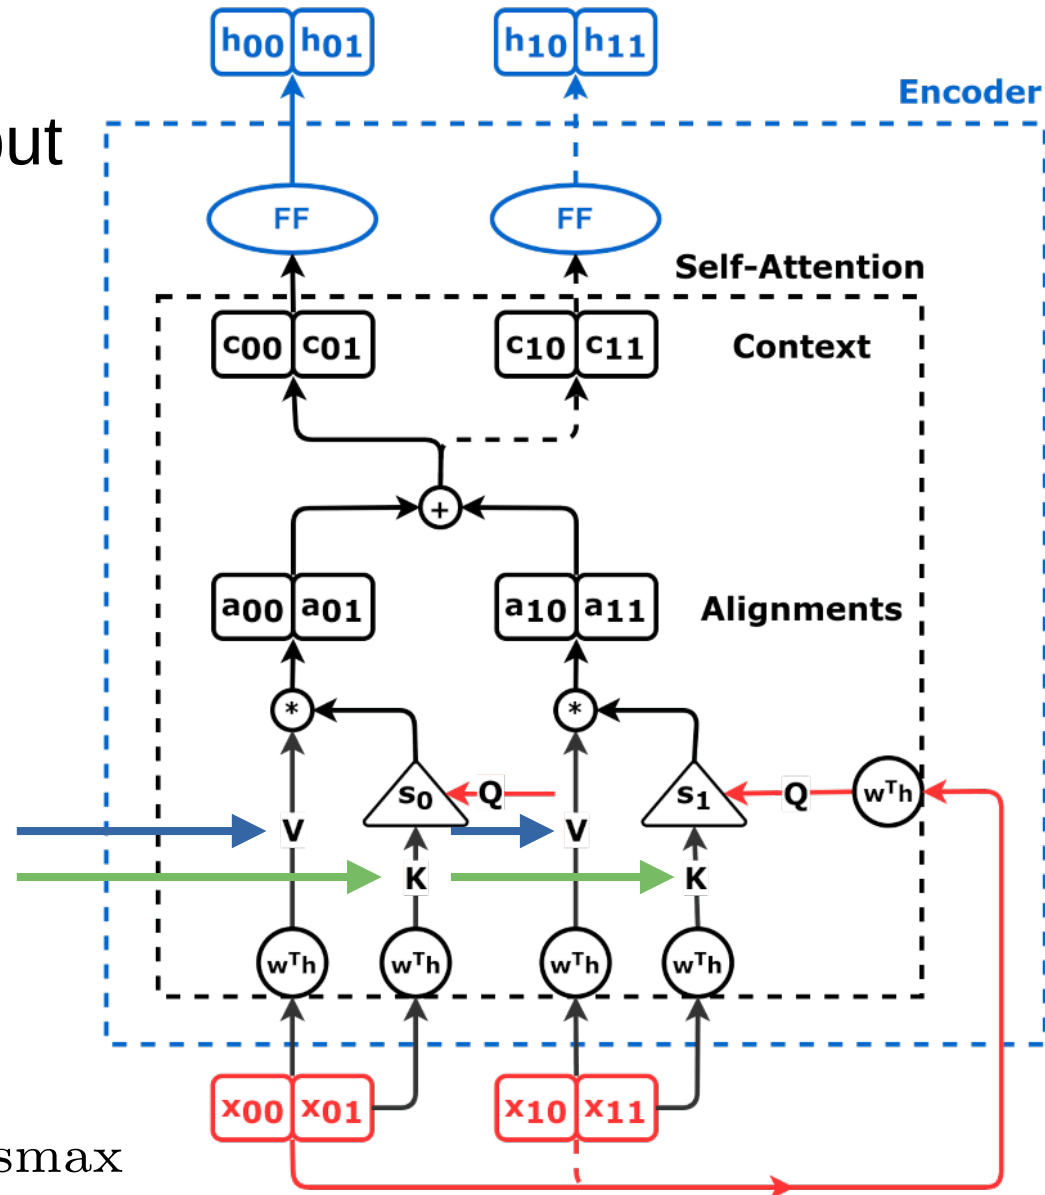 h00 h01 h10 h11
Encoder
FF FF
Self-Attention
c00 c01 c10 c11 Context
+
a00 a01 a10 a11 Alignments
* *
s0 Q s1 Q wᵀh
V V
K K
wᵀh wᵀh wᵀh wᵀh
x00 x01 x10 x11
smax